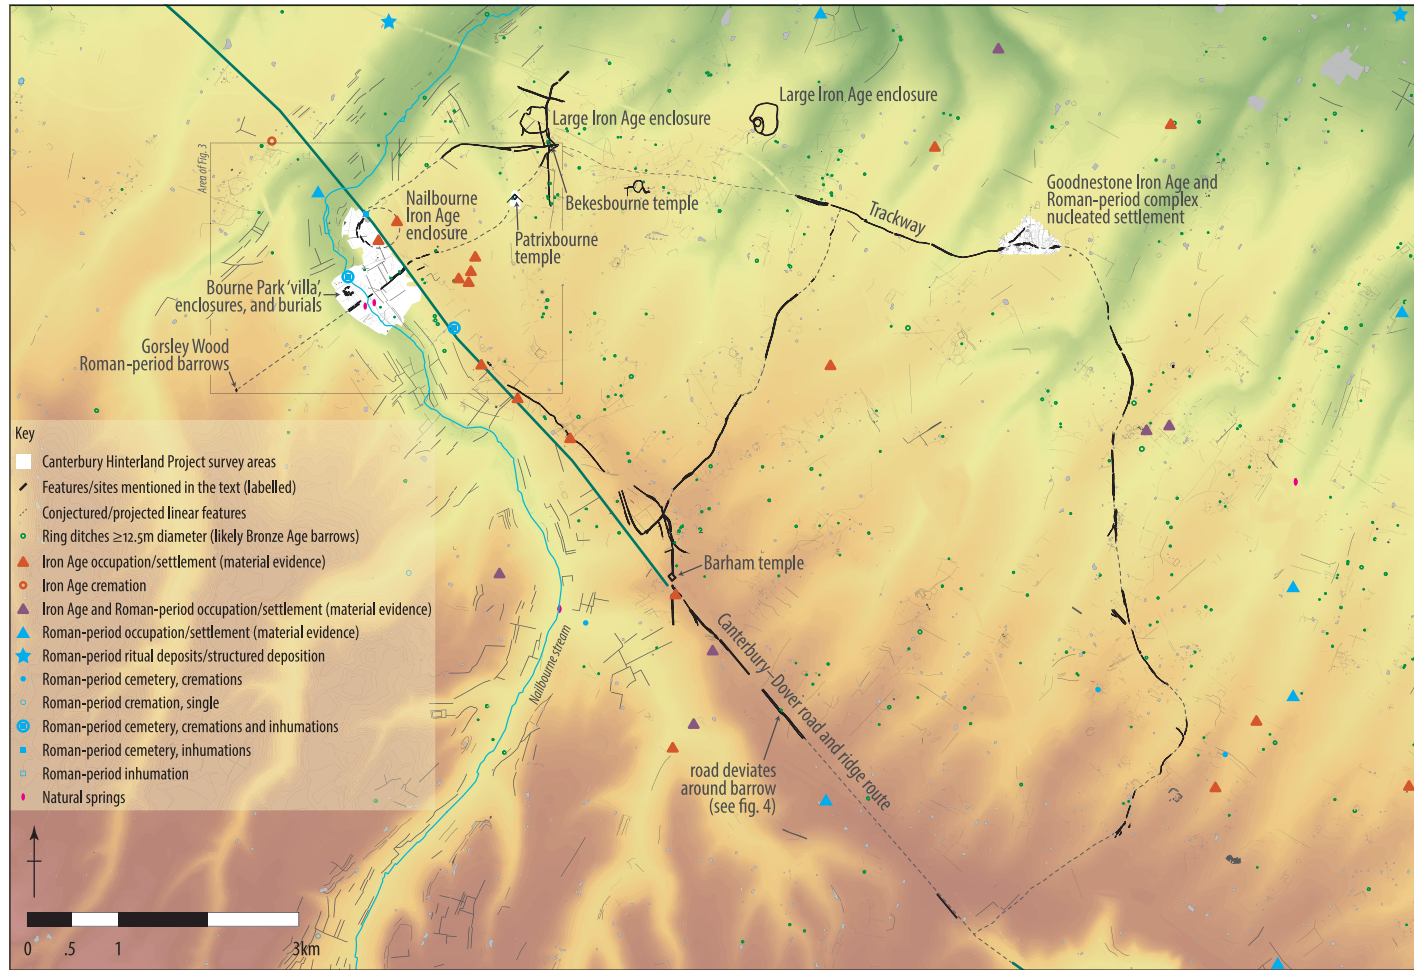 Large Iron Age enclosure
Large Iron Age enclosure
Area of Fig. 3
Nailbourne
Iron Age
enclosure
Bekesbourne temple
Patrixbourne
temple
Trackway
Goodnestone Iron Age and
Roman-period complex
nucleated settlement
Bourne Park ‘villa’,
enclosures, and burials
Gorsley Wood
Roman-period barrows
Barham temple
Canterbury–Dover road and ridge route
Nailbourne stream
road deviates
around barrow
(see fig. 4)
Key
Canterbury Hinterland Project survey areas
Features/sites mentioned in the text (labelled)
Conjectured/projected linear features
Ring ditches ≥12.5m diameter (likely Bronze Age barrows)
Iron Age occupation/settlement (material evidence)
Iron Age cremation
Iron Age and Roman-period occupation/settlement (material evidence)
Roman-period occupation/settlement (material evidence)
Roman-period ritual deposits/structured deposition
Roman-period cemetery, cremations
Roman-period cremation, single
Roman-period cemetery, cremations and inhumations
Roman-period cemetery, inhumations
Roman-period inhumation
Natural springs
0 .5 1 3km